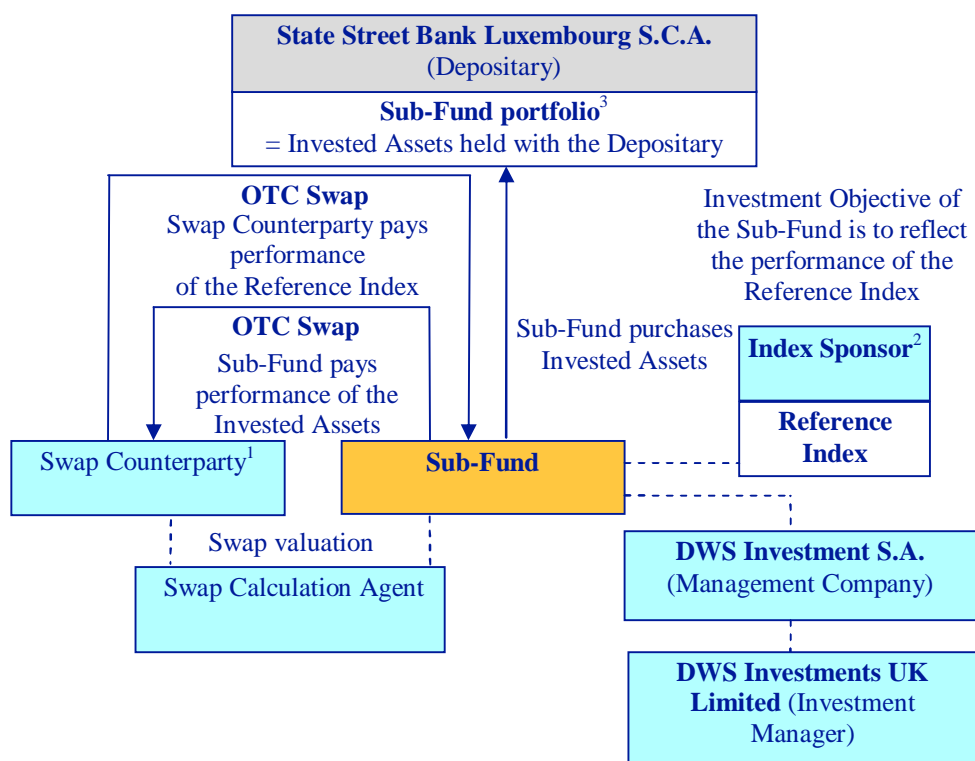 State Street Bank Luxembourg S.C.A.
(Depositary)
Sub-Fund portfolio3
= Invested Assets held with the Depositary
OTC Swap
Swap Counterparty pays
performance
of the Reference Index
OTC Swap
Sub-Fund pays
performance of the
Invested Assets
Sub-Fund purchases
Invested Assets
Investment Objective of
the Sub-Fund is to reflect
the performance of the
Reference Index
Index Sponsor2
Reference
Index
Swap Counterparty1
Sub-Fund
Swap valuation
Swap Calculation Agent
DWS Investment S.A.
(Management Company)
DWS Investments UK
Limited (Investment
Manager)